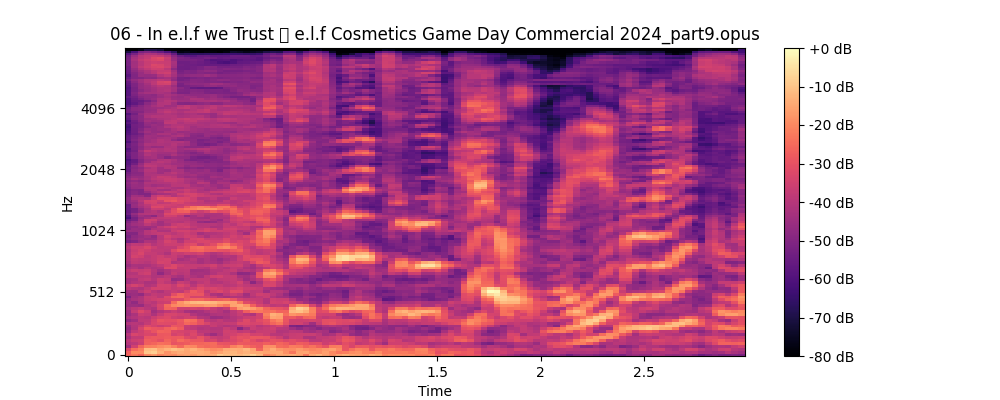 06 - In e.l.f we Trust ▯ e.l.f Cosmetics Game Day Commercial 2024_part9.opus
Hz
4096
2048
1024
512
0
0
0.5
1
1.5
2
2.5
Time
+0 dB
-10 dB
-20 dB
-30 dB
-40 dB
-50 dB
-60 dB
-70 dB
-80 dB